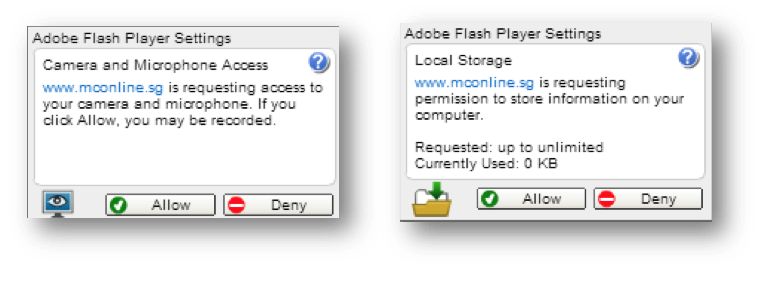 Adobe Flash Player Settings
Camera and Microphone Access
www.mconline.sg is requesting access to
your camera and microphone. If you
click Allow, you may be recorded.
Allow
Deny
Adobe Flash Player Settings
Local Storage
www.mconline.sg is requesting
permission to store information on your
computer.
Requested: up to unlimited
Currently Used: 0 KB
Allow
Deny